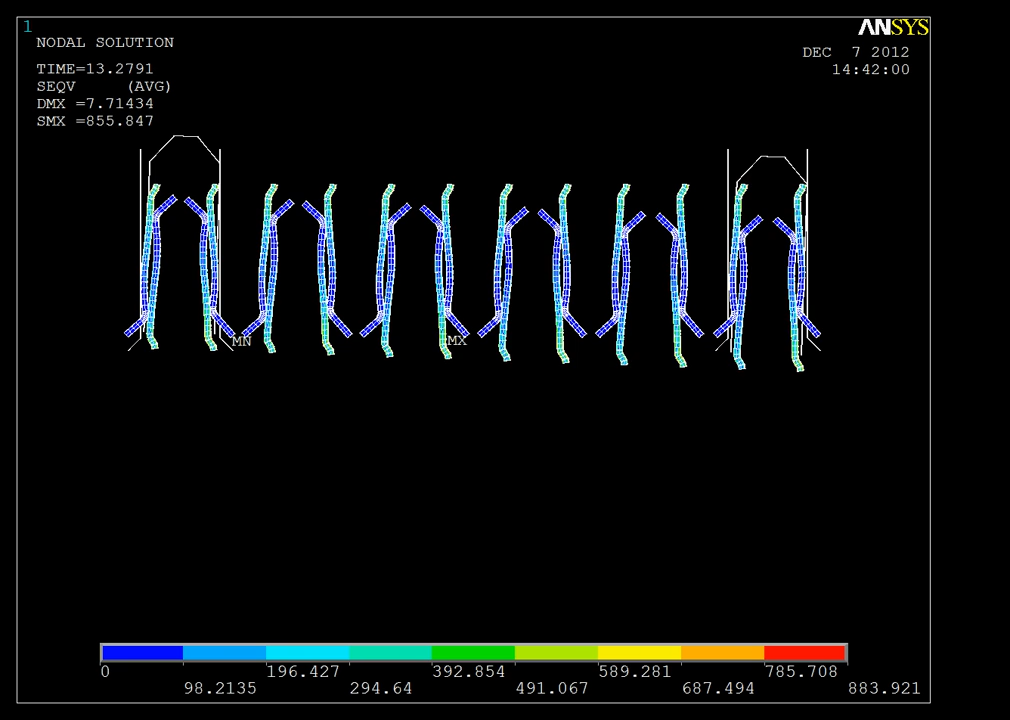 1
ANSYS
NODAL SOLUTION
DEC 7 2012
14:42:00
TIME=13.2791
SEQV (AVG)
DMX =7.71434
SMX =855.847
MN
MX
0 196.427 392.854 589.281 785.708
98.2135 294.64 491.067 687.494 883.921